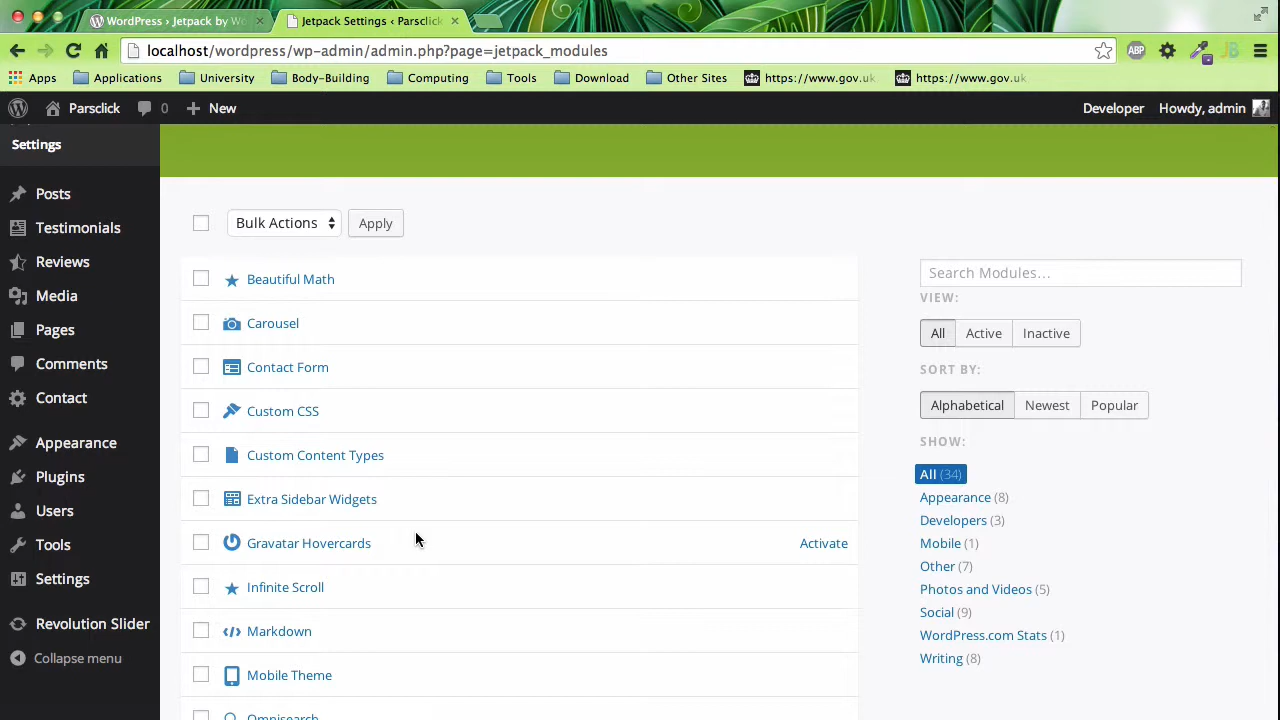 WordPress › Jetpack by Wo
Jetpack Settings ‹ Parsclick
localhost/wordpress/wp-admin/admin.php?page=jetpack_modules
ABP
Apps
Applications
University
Body-Building
Computing
Tools
Download
Other Sites
https://www.gov.uk
https://www.gov.uk
Parsclick
0
New
Developer
Howdy, admin
Settings
Posts
Testimonials
Reviews
Media
Pages
Comments
Contact
Appearance
Plugins
Users
Tools
Settings
Revolution Slider
Collapse menu
Bulk Actions
Apply
Beautiful Math
Carousel
Contact Form
Custom CSS
Custom Content Types
Extra Sidebar Widgets
Gravatar Hovercards
Activate
Infinite Scroll
Markdown
Mobile Theme
Omnisearch
Search Modules...
VIEW:
All
Active
Inactive
SORT BY:
Alphabetical
Newest
Popular
SHOW:
All (34)
Appearance (8)
Developers (3)
Mobile (1)
Other (7)
Photos and Videos (5)
Social (9)
WordPress.com Stats (1)
Writing (8)